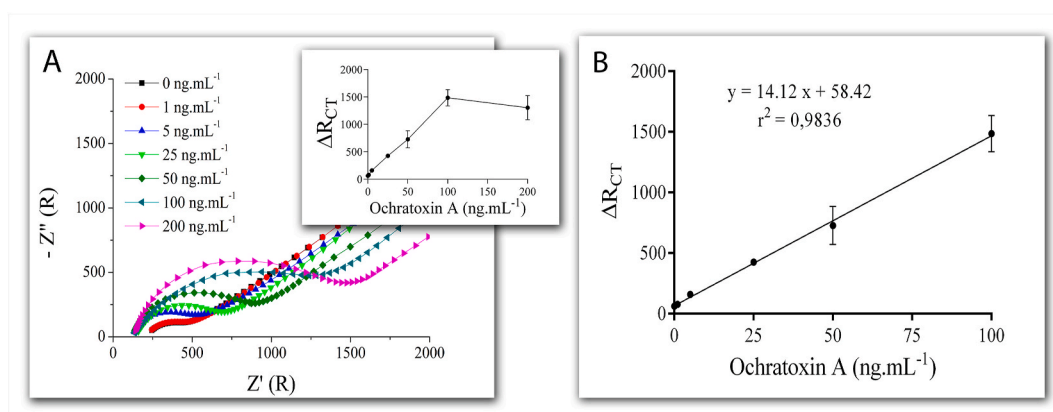 A
2000
1500
1000
500
0
- Z" (R)
0 ng.mL⁻¹
1 ng.mL⁻¹
5 ng.mL⁻¹
25 ng.mL⁻¹
50 ng.mL⁻¹
100 ng.mL⁻¹
200 ng.mL⁻¹
0 500 1000 1500 2000
Z' (R)
2000
1500
1000
500
0
ΔR_CT
0 50 100 150 200
Ochratoxin A (ng.mL⁻¹)
B
2000
1500
1000
500
0
ΔR_CT
y = 14.12 x + 58.42
r² = 0,9836
0 25 50 75 100
Ochratoxin A (ng.mL⁻¹)